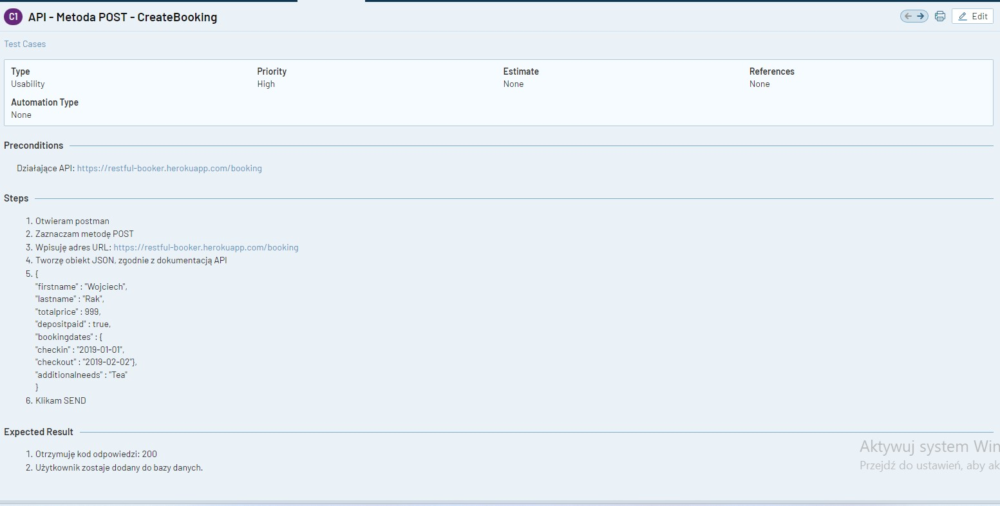 C1 API - Metoda POST - CreateBooking
Edit
Test Cases
Type Priority Estimate References
Usability High None None
Automation Type
None
Preconditions
Działające API: https://restful-booker.herokuapp.com/booking
Steps
1. Otwieram postman
2. Zaznaczam metodę POST
3. Wpisuję adres URL: https://restful-booker.herokuapp.com/booking
4. Tworzę obiekt JSON, zgodnie z dokumentacją API
5. {
"firstname" : "Wojciech",
"lastname" : "Rak",
"totalprice" : 999,
"depositpaid" : true,
"bookingdates" : {
"checkin" : "2019-01-01",
"checkout" : "2019-02-02"},
"additionalneeds" : "Tea"
}
6. Klikam SEND
Expected Result
1. Otrzymuję kod odpowiedzi: 200
2. Użytkownik zostaje dodany do bazy danych.
Aktywuj system Win
Przejdź do ustawień, aby ak